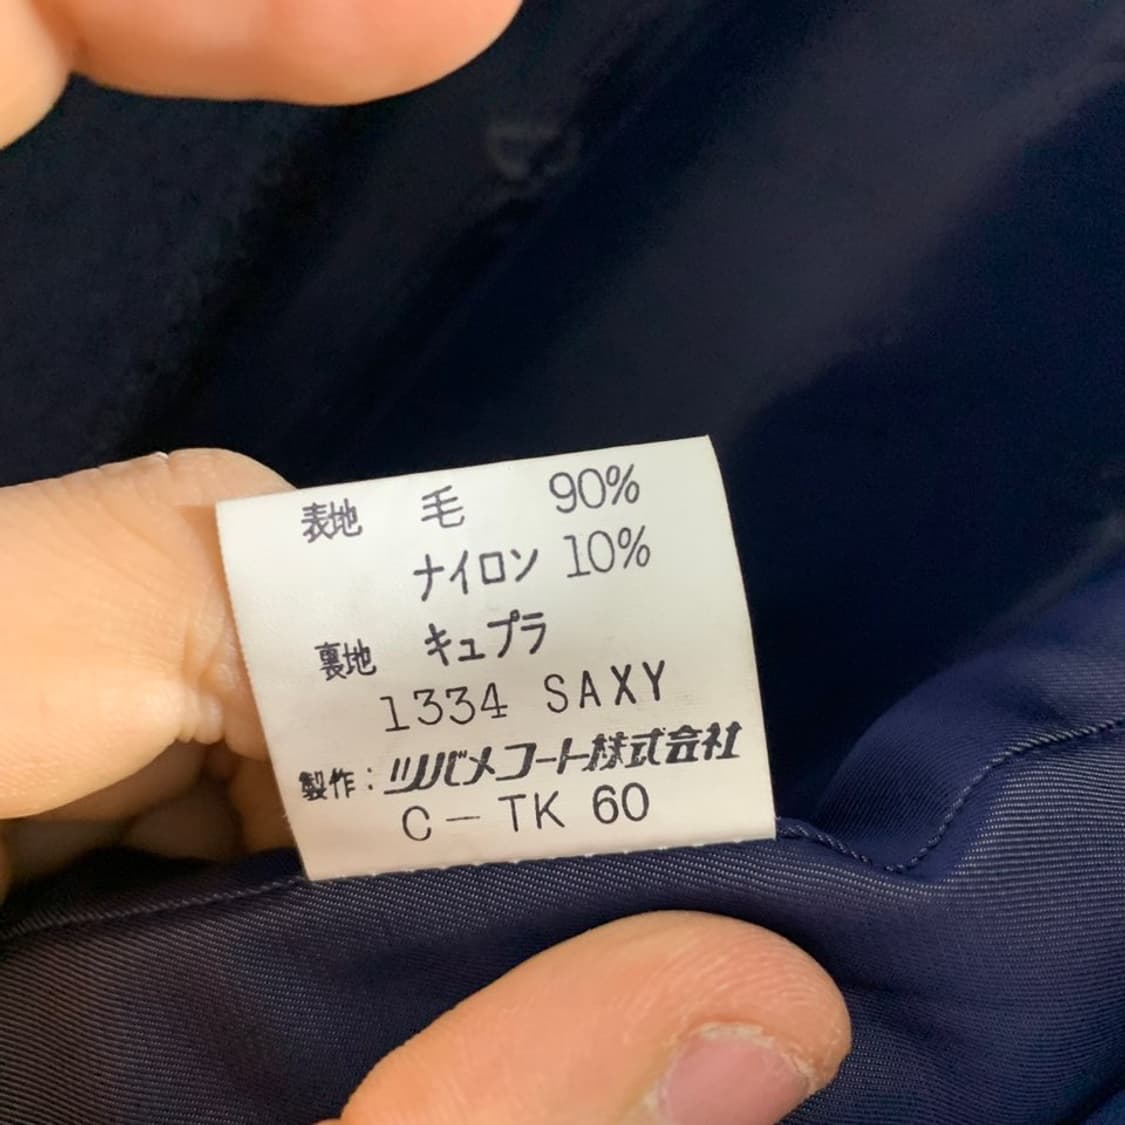 表地 毛 90%
ナイロン 10%
裏地 キュプラ
1334 SAXY
製作：ツバメコート株式会社
C－TK 60